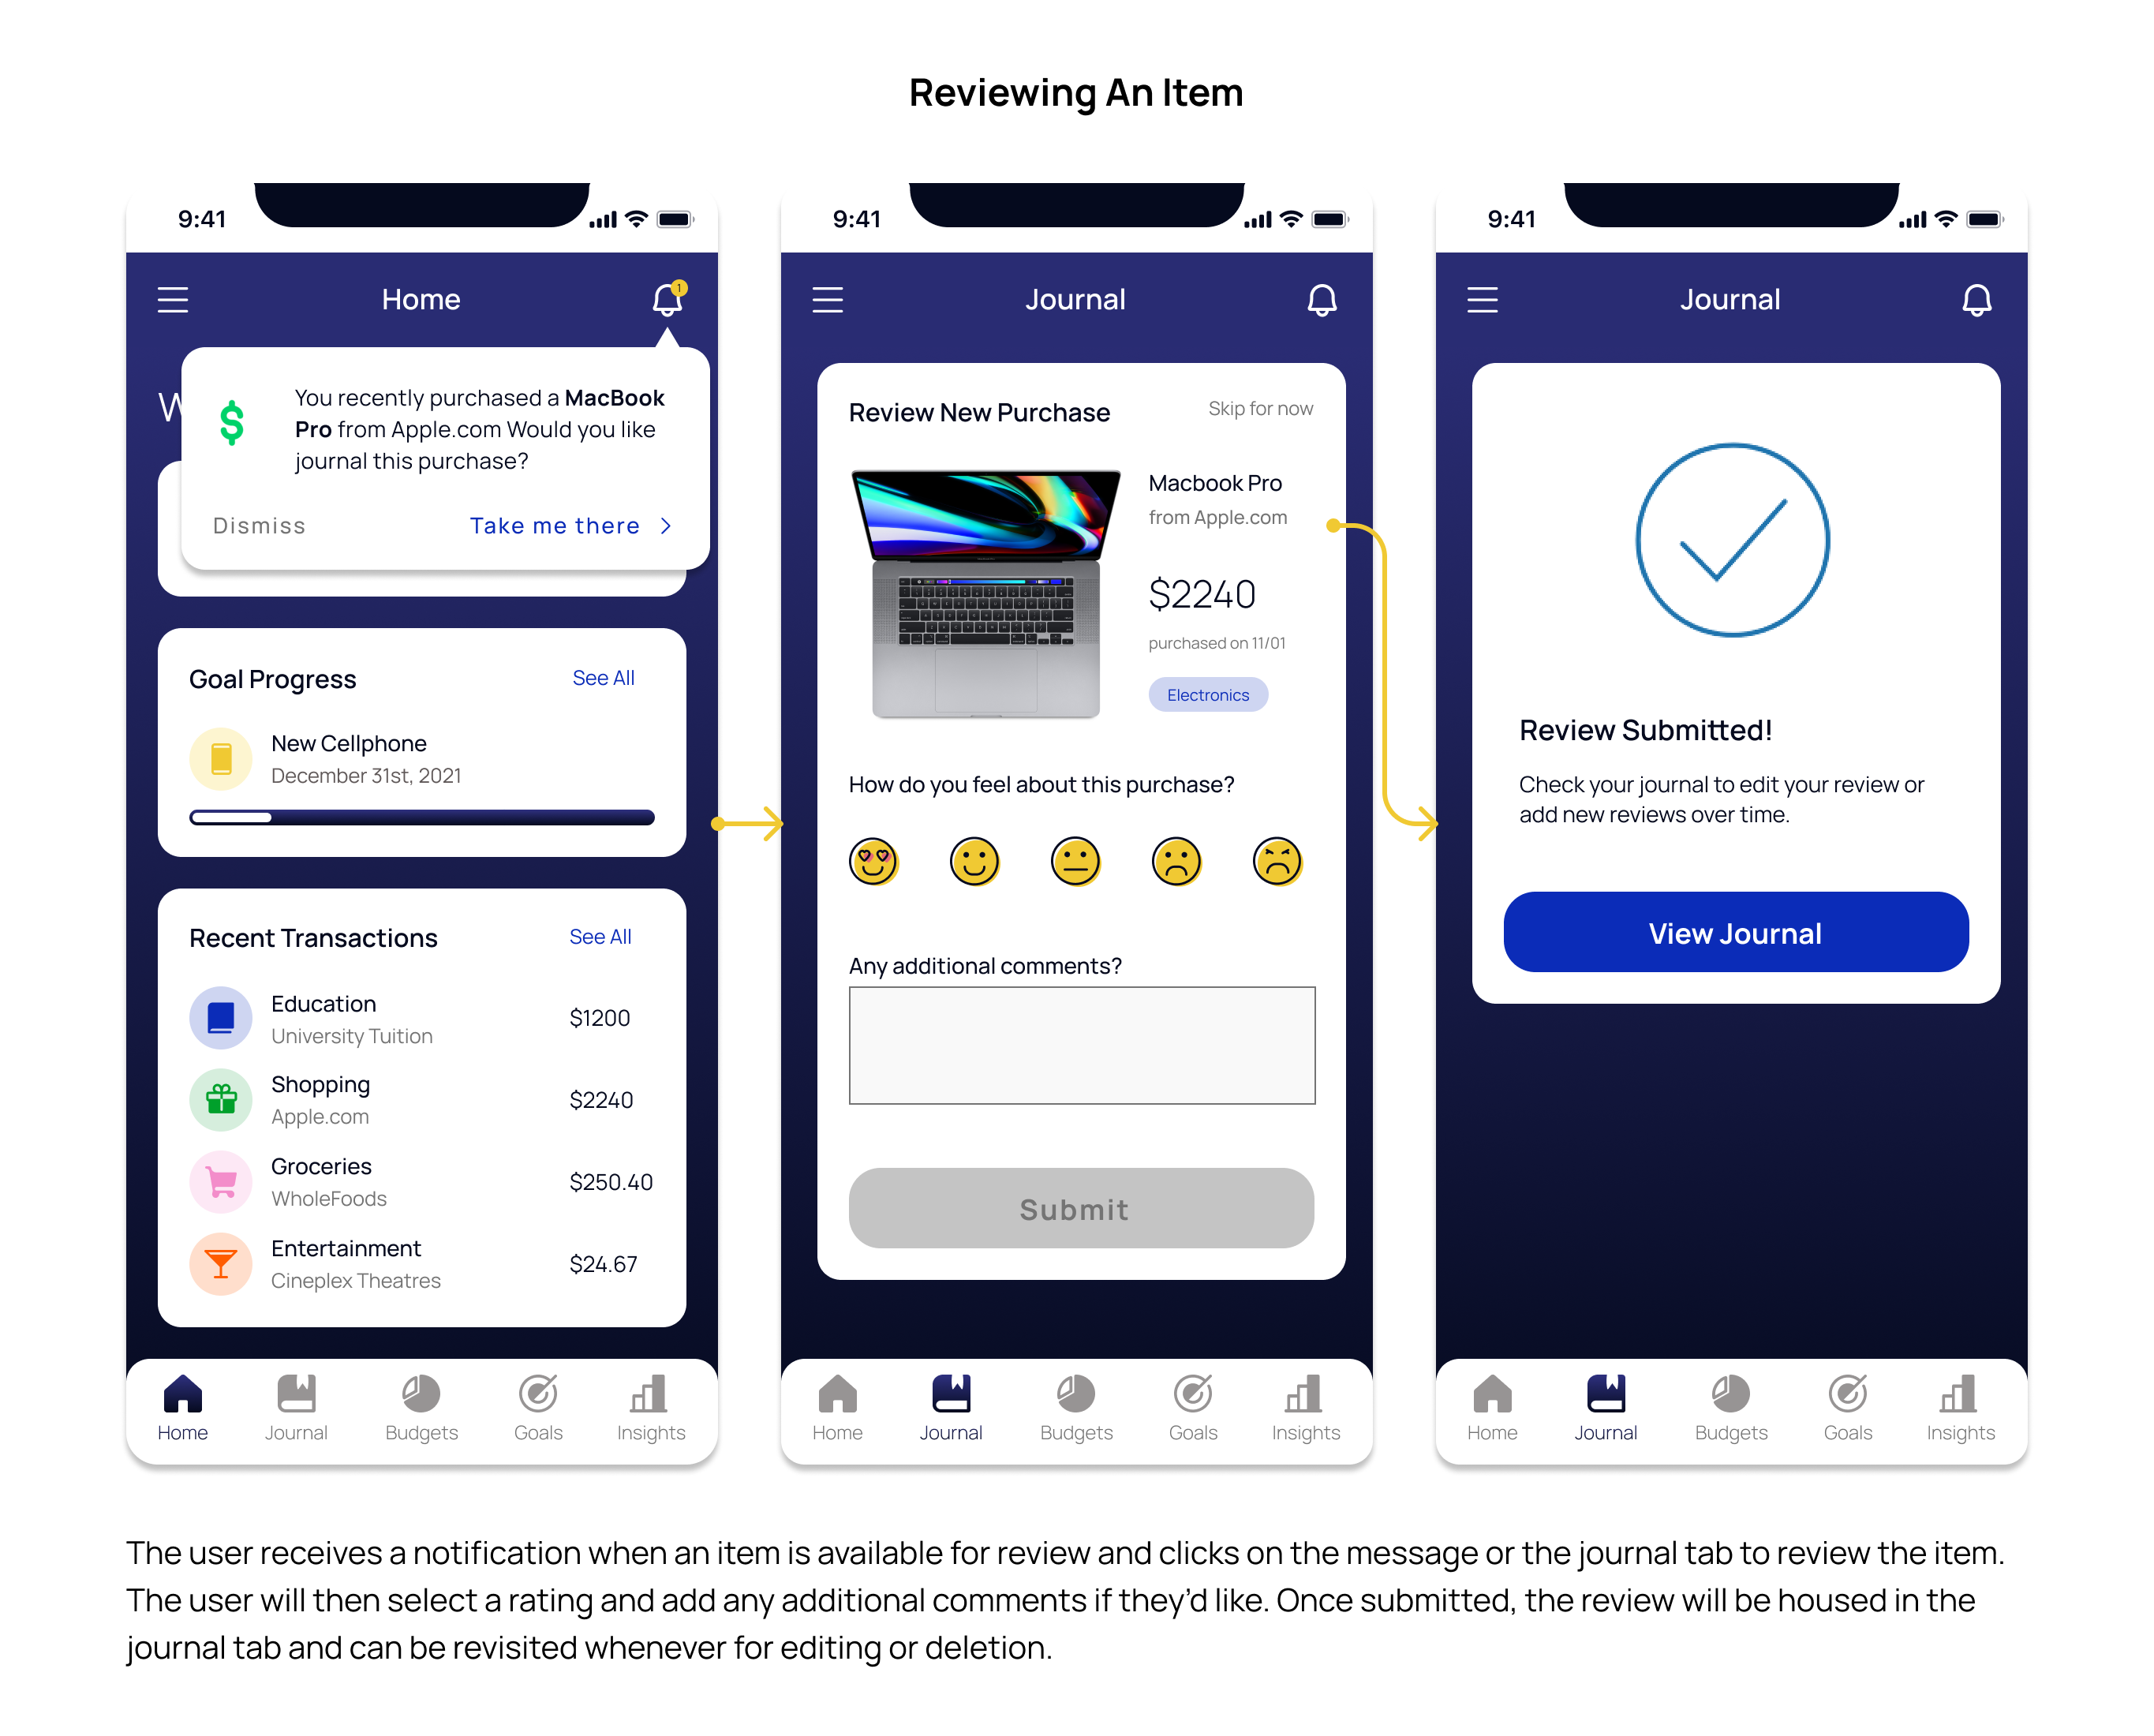 Reviewing An Item
9:41
Home
1
W
You recently purchased a MacBook
Pro from Apple.com Would you like
journal this purchase?
Dismiss
Take me there
Goal Progress
See All
New Cellphone
December 31st, 2021
Recent Transactions
See All
Education
University Tuition
$1200
Shopping
Apple.com
$2240
Groceries
WholeFoods
$250.40
Entertainment
Cineplex Theatres
$24.67
Home
Journal
Budgets
Goals
Insights
9:41
Journal
Review New Purchase
Skip for now
Macbook Pro
from Apple.com
$2240
purchased on 11/01
Electronics
How do you feel about this purchase?
Any additional comments?
Submit
Home
Journal
Budgets
Goals
Insights
9:41
Journal
Review Submitted!
Check your journal to edit your review or
add new reviews over time.
View Journal
Home
Journal
Budgets
Goals
Insights
The user receives a notification when an item is available for review and clicks on the message or the journal tab to review the item.
The user will then select a rating and add any additional comments if they’d like. Once submitted, the review will be housed in the
journal tab and can be revisited whenever for editing or deletion.